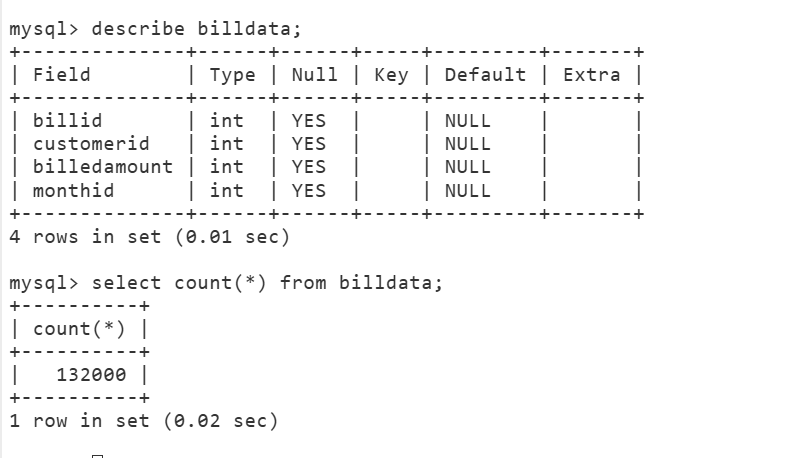 mysql> describe billdata;
+--------------+------+------+-----+---------+-------+
| Field        | Type | Null | Key | Default | Extra |
+--------------+------+------+-----+---------+-------+
| billid       | int  | YES  |     | NULL    |       |
| customerid   | int  | YES  |     | NULL    |       |
| billedamount | int  | YES  |     | NULL    |       |
| monthid      | int  | YES  |     | NULL    |       |
+--------------+------+------+-----+---------+-------+
4 rows in set (0.01 sec)
mysql> select count(*) from billdata;
+----------+
| count(*) |
+----------+
|   132000 |
+----------+
1 row in set (0.02 sec)